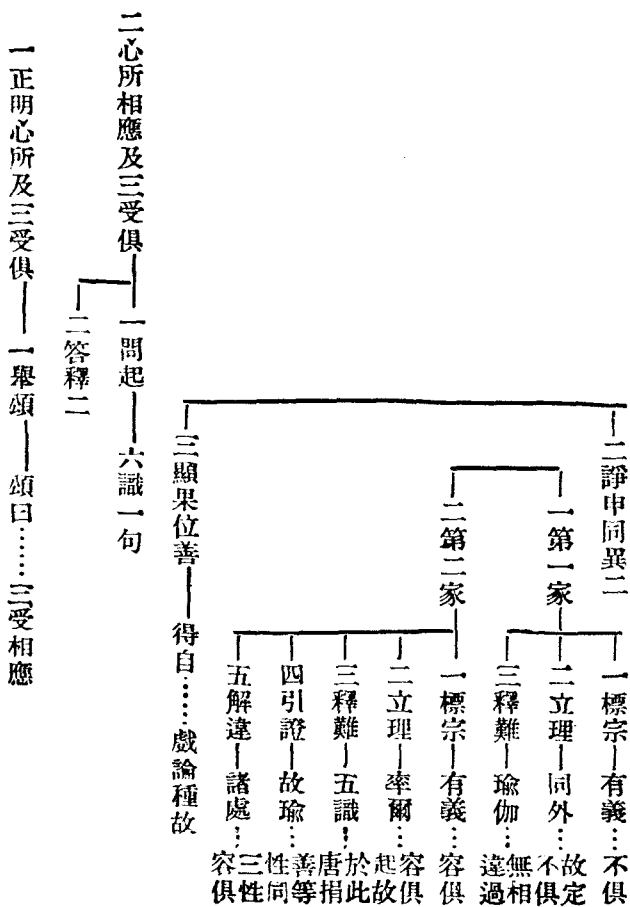 二諍申同異二
一第一家
一標宗—有義…不俱
二立理—同外…故定不俱
三釋難—瑜伽…無相違過
二第二家
一標宗—有義…容俱
二立理—率爾…容俱起故
三釋難—五識…於此唐捐
四引證—故瑜…善等性同
五解違—諸處…三性容俱
三顯果位善—得自……戲論種故
二心所相應及三受俱—一問起—六識一句
二答釋二
一正明心所及三受俱—一舉頌—頌曰……三受相應